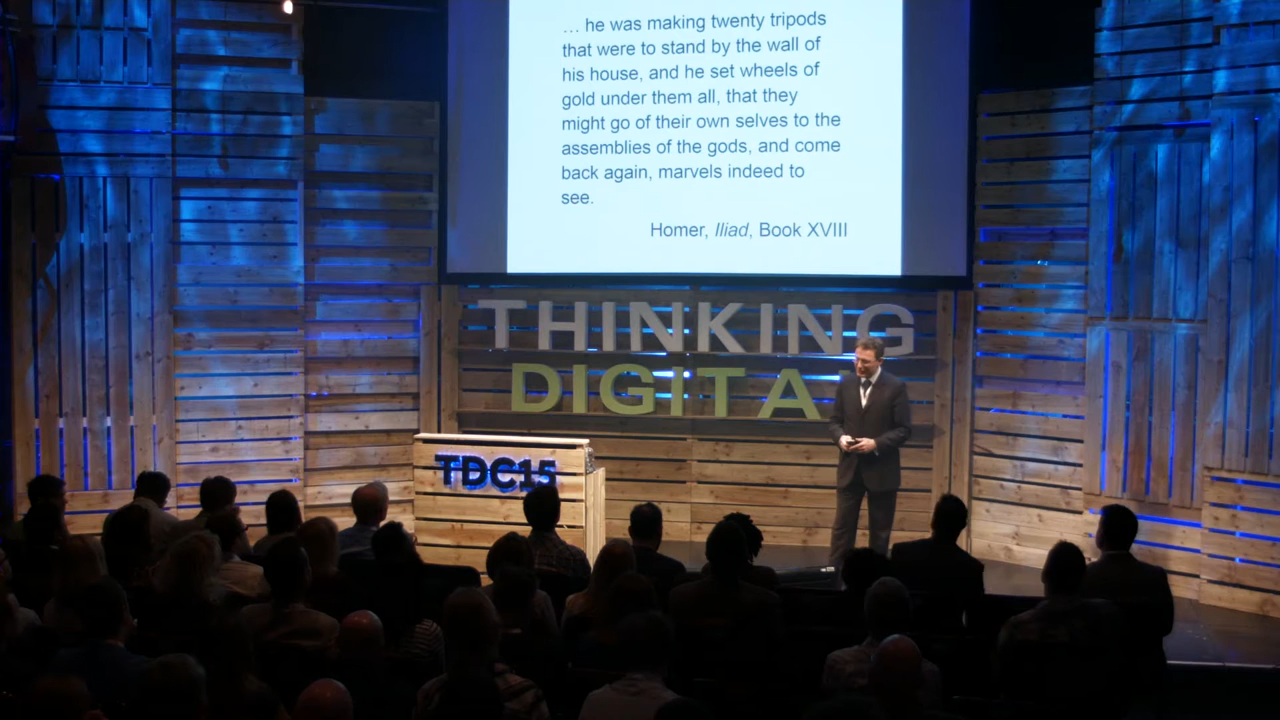 ... he was making twenty tripods
that were to stand by the wall of
his house, and he set wheels of
gold under them all, that they
might go of their own selves to the
assemblies of the gods, and come
back again, marvels indeed to
see.
Homer, Iliad, Book XVIII
THINKING
DIGITA
TDC15